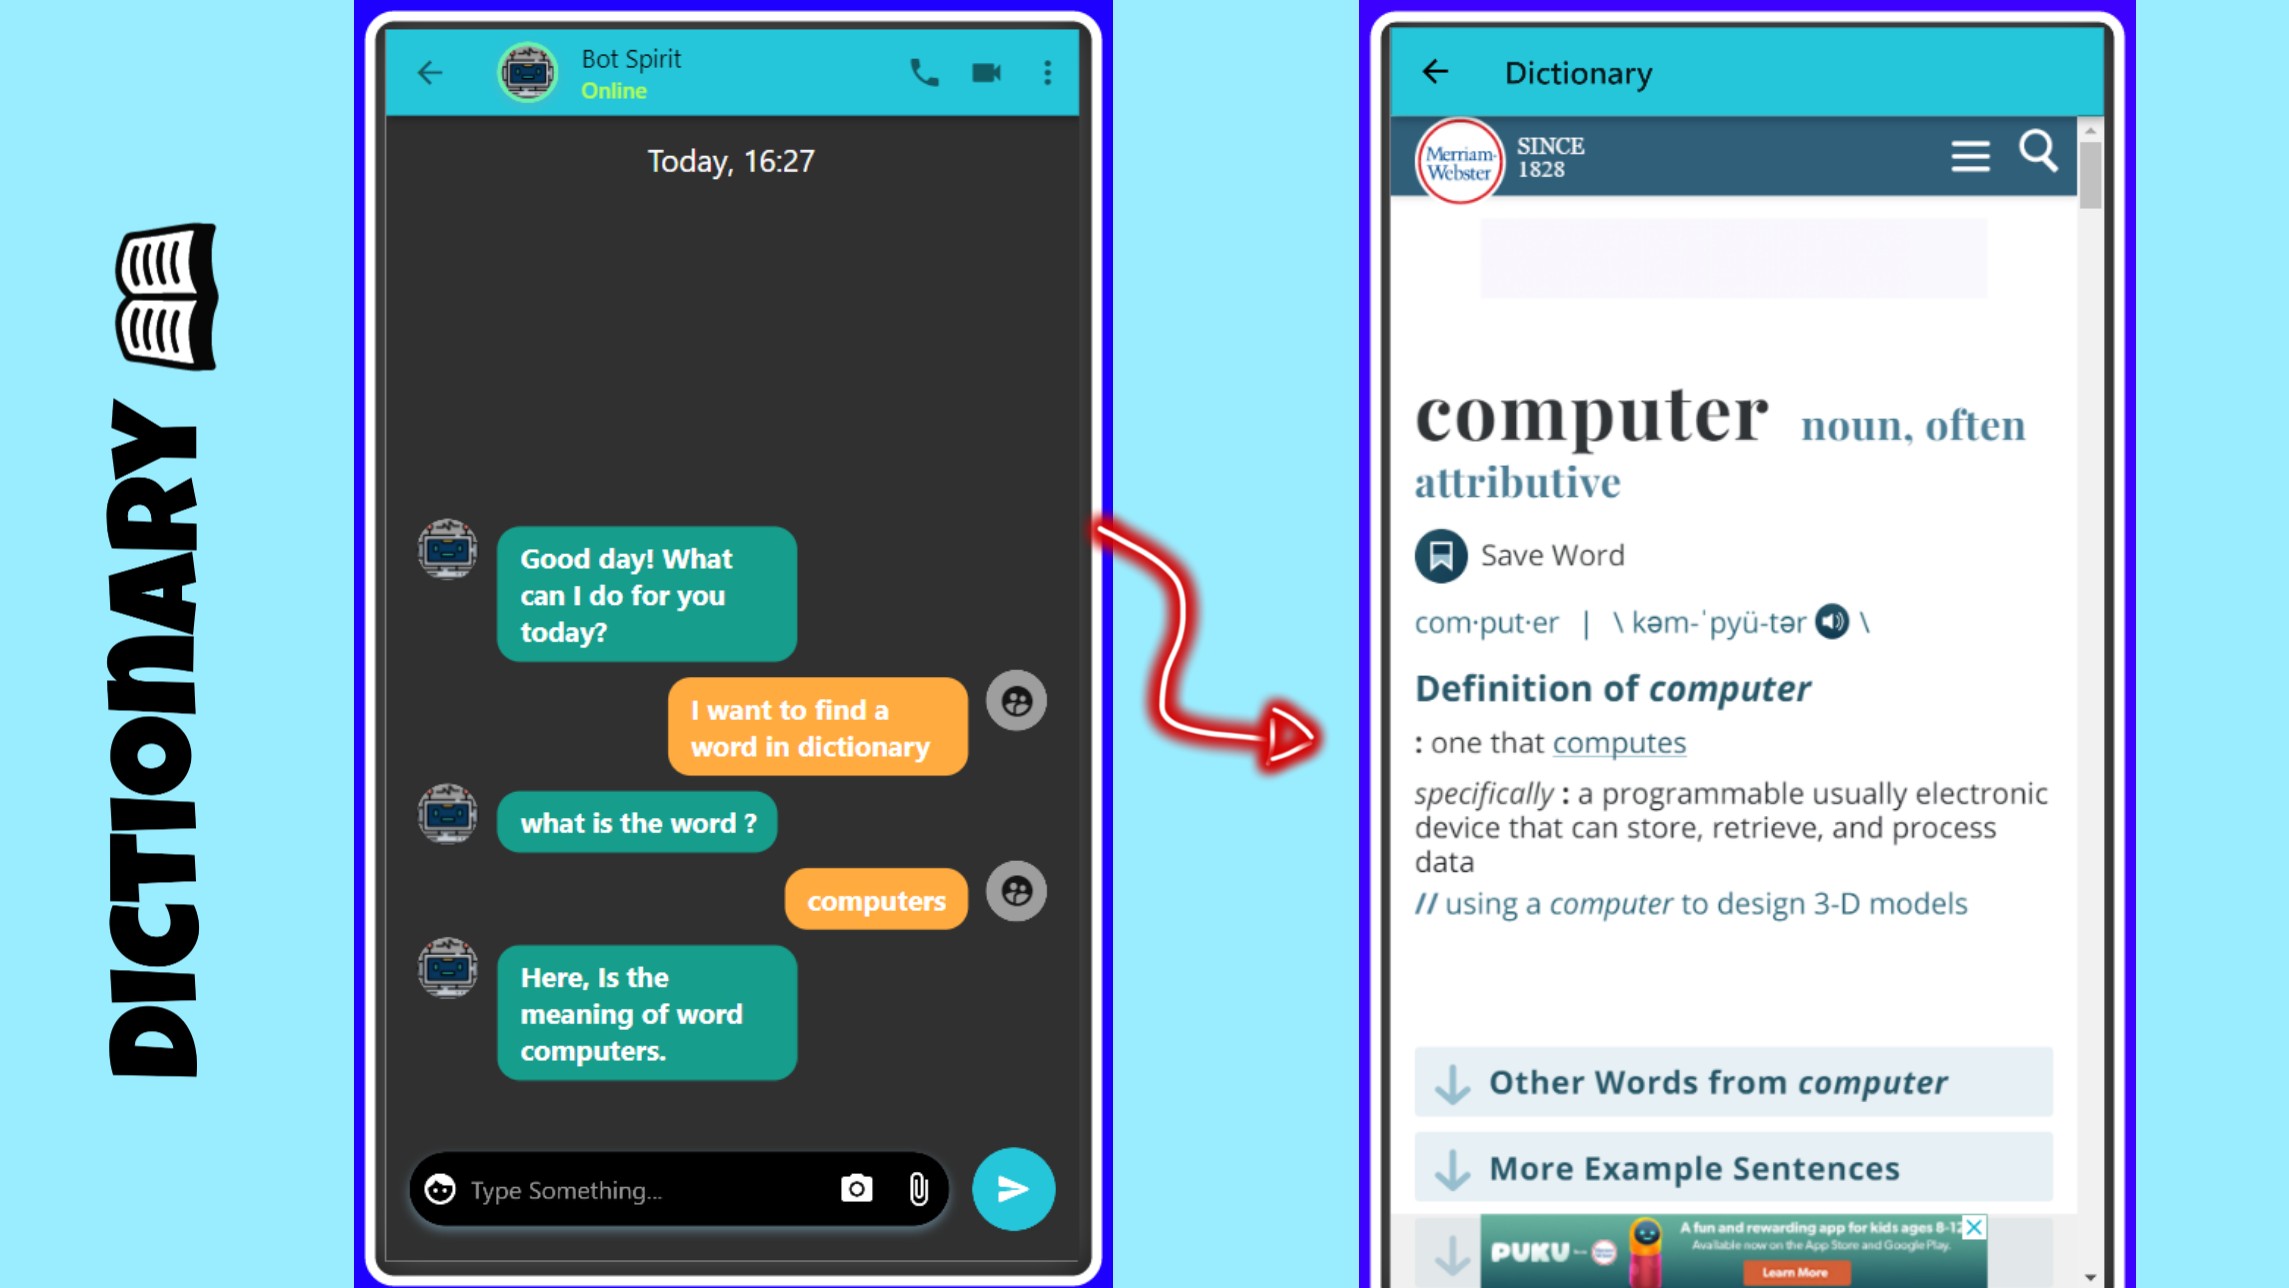 DICTIONARY
Bot Spirit
Online
Today, 16:27
Good day! What
can I do for you
today?
I want to find a
word in dictionary
what is the word ?
computers
Here, Is the
meaning of word
computers.
Type Something...
Dictionary
Merriam-
Webster
SINCE
1828
computer noun, often
attributive
Save Word
com·put·er | \ kəm-ˈpyü-tər \
Definition of computer
: one that computes
specifically : a programmable usually electronic
device that can store, retrieve, and process
data
// using a computer to design 3-D models
Other Words from computer
More Example Sentences
PUKU
A fun and rewarding app for kids ages 8-12
Available now on the App Store and Google Play.
Learn More